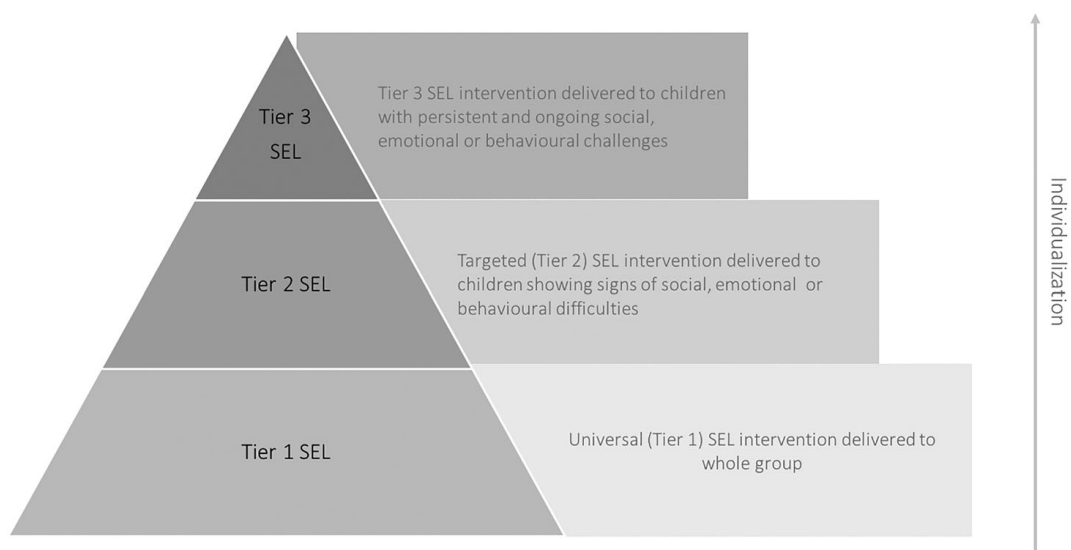 Tier 3
SEL
Tier 3 SEL intervention delivered to children
with persistent and ongoing social,
emotional or behavioural challenges
Tier 2 SEL
Targeted (Tier 2) SEL intervention delivered to
children showing signs of social, emotional or
behavioural difficulties
Tier 1 SEL
Universal (Tier 1) SEL intervention delivered to
whole group
Individualization